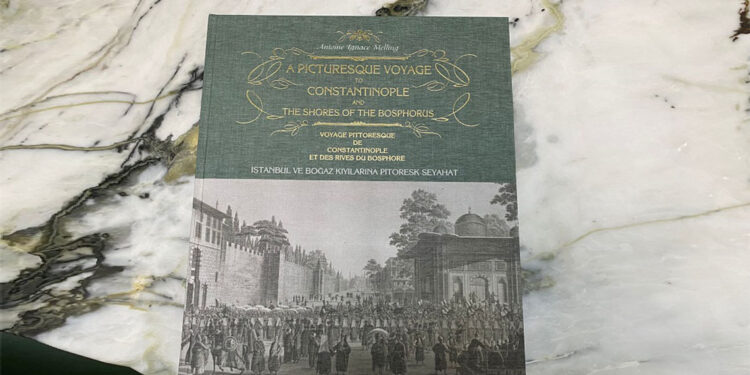 Antoine Ignace Melling
A PICTURESQUE VOYAGE
TO
CONSTANTINOPLE
AND
THE SHORES OF THE BOSPHORUS
VOYAGE PITTORESQUE
DE
CONSTANTINOPLE
ET DES RIVES DU BOSPHORE
ISTANBUL VE BOĞAZ KIYILARINA PİTORESK SEYAHAT